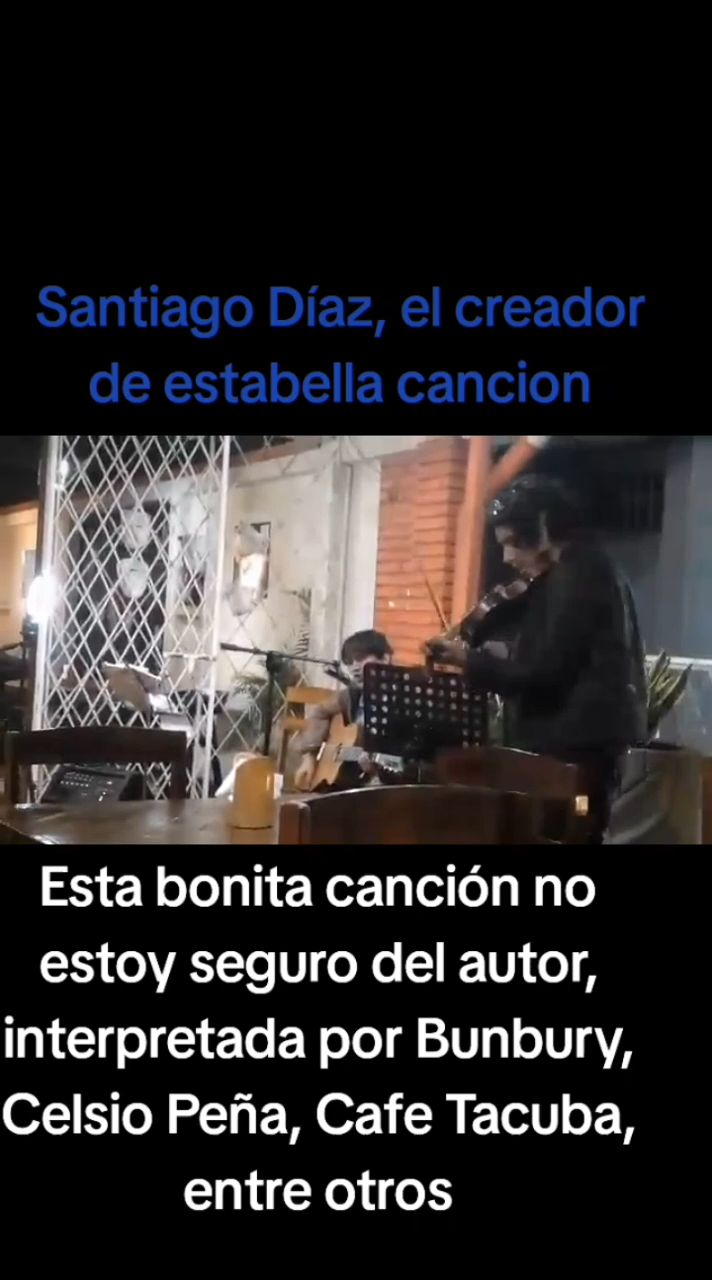 Santiago Díaz, el creador
de estabella cancion
Esta bonita canción no
estoy seguro del autor,
interpretada por Bunbury,
Celsio Peña, Cafe Tacuba,
entre otros